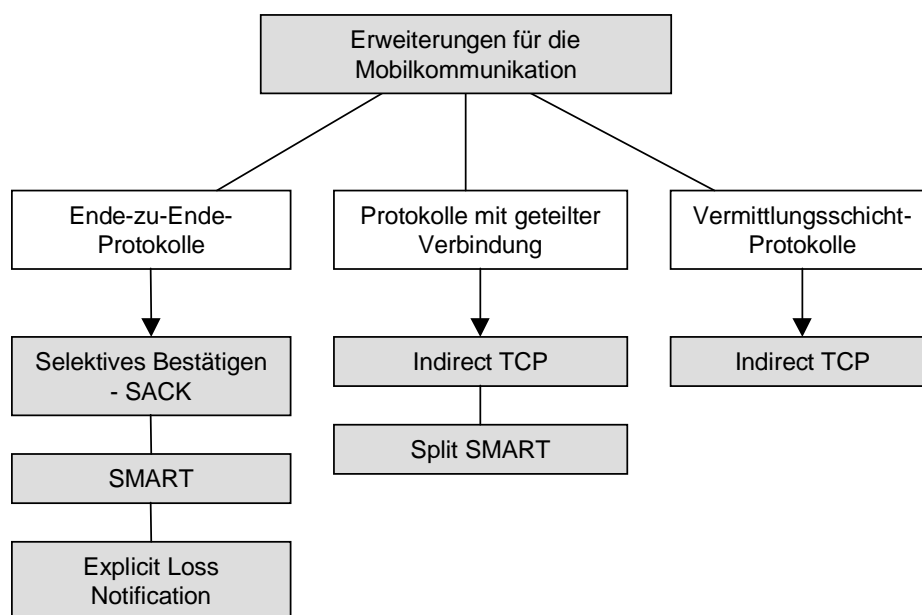 Erweiterungen für die
Mobilkommunikation
Ende-zu-Ende-
Protokolle
Protokolle mit geteilter
Verbindung
Vermittlungsschicht-
Protokolle
Selektives Bestätigen
- SACK
Indirect TCP
Indirect TCP
Split SMART
SMART
Explicit Loss
Notification